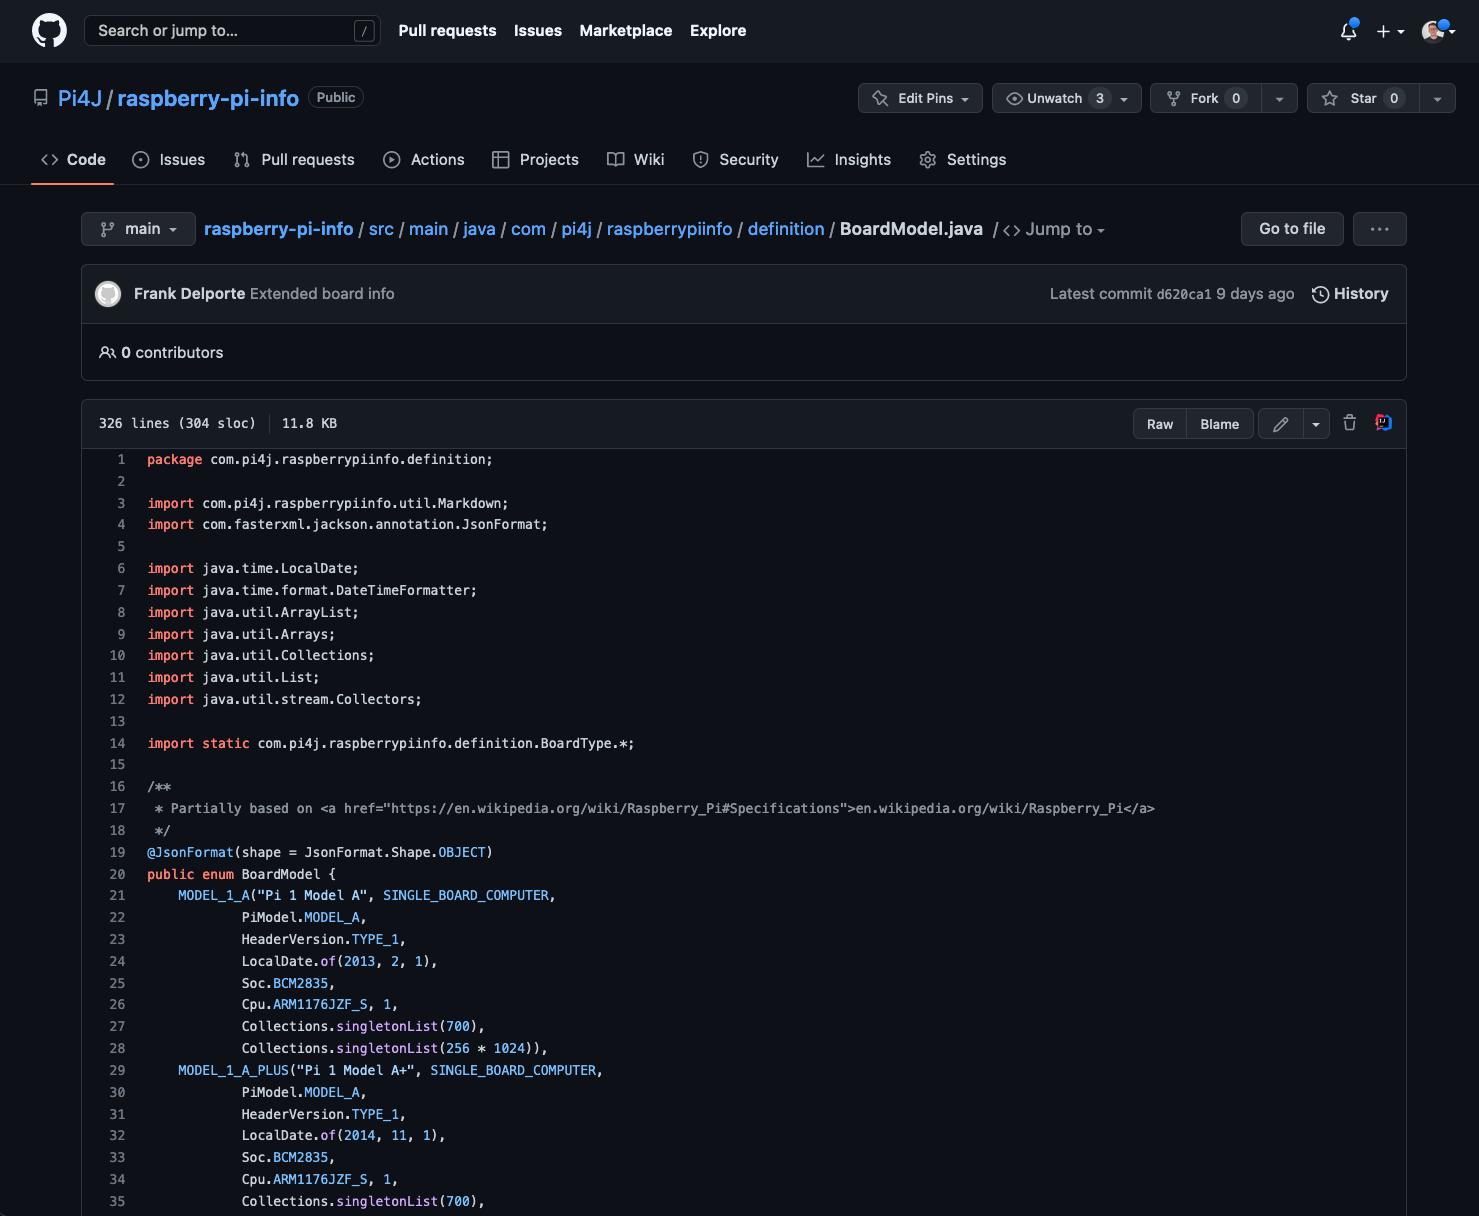 Search or jump to... /
Pull requests Issues Marketplace Explore
Pi4J / raspberry-pi-info Public
Edit Pins Unwatch 3 Fork 0 Star 0
<> Code Issues Pull requests Actions Projects Wiki Security Insights Settings
main raspberry-pi-info / src / main / java / com / pi4j / raspberrypiinfo / definition / BoardModel.java / <> Jump to Go to file ...
Frank Delporte Extended board info Latest commit d620ca1 9 days ago History
0 contributors
326 lines (304 sloc) 11.8 KB Raw Blame
1 package com.pi4j.raspberrypiinfo.definition;
2
3 import com.pi4j.raspberrypiinfo.util.Markdown;
4 import com.fasterxml.jackson.annotation.JsonFormat;
5
6 import java.time.LocalDate;
7 import java.time.format.DateTimeFormatter;
8 import java.util.ArrayList;
9 import java.util.Arrays;
10 import java.util.Collections;
11 import java.util.List;
12 import java.util.stream.Collectors;
13
14 import static com.pi4j.raspberrypiinfo.definition.BoardType.*;
15
16 /**
17 * Partially based on <a href="https://en.wikipedia.org/wiki/Raspberry_Pi#Specifications">en.wikipedia.org/wiki/Raspberry_Pi</a>
18 */
19 @JsonFormat(shape = JsonFormat.Shape.OBJECT)
20 public enum BoardModel {
21 MODEL_1_A("Pi 1 Model A", SINGLE_BOARD_COMPUTER,
22 PiModel.MODEL_A,
23 HeaderVersion.TYPE_1,
24 LocalDate.of(2013, 2, 1),
25 Soc.BCM2835,
26 Cpu.ARM1176JZF_S, 1,
27 Collections.singletonList(700),
28 Collections.singletonList(256 * 1024)),
29 MODEL_1_A_PLUS("Pi 1 Model A+", SINGLE_BOARD_COMPUTER,
30 PiModel.MODEL_A,
31 HeaderVersion.TYPE_1,
32 LocalDate.of(2014, 11, 1),
33 Soc.BCM2835,
34 Cpu.ARM1176JZF_S, 1,
35 Collections.singletonList(700),